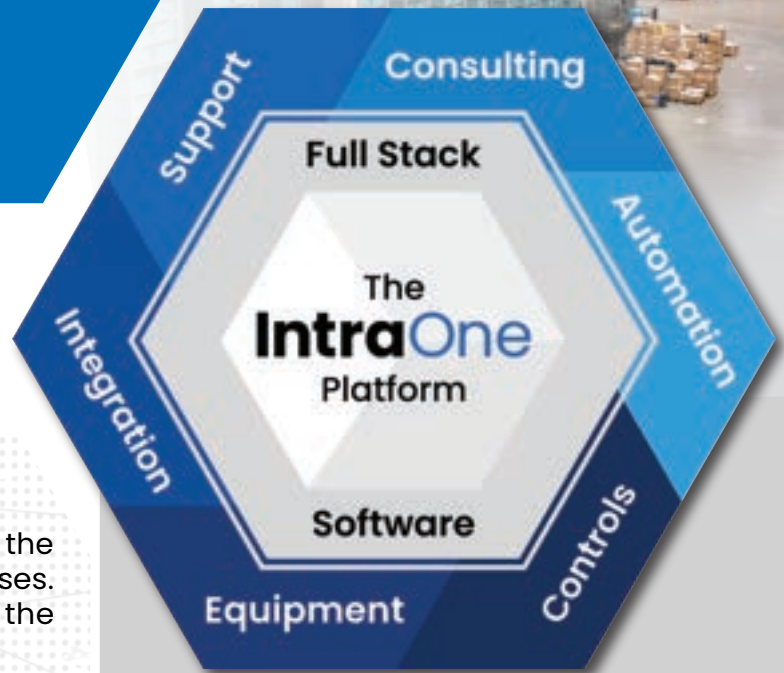 Consulting
Support
Full Stack
Automation
The
IntraOne
Platform
Integration
Software
Controls
Equipment
the
ses.
the